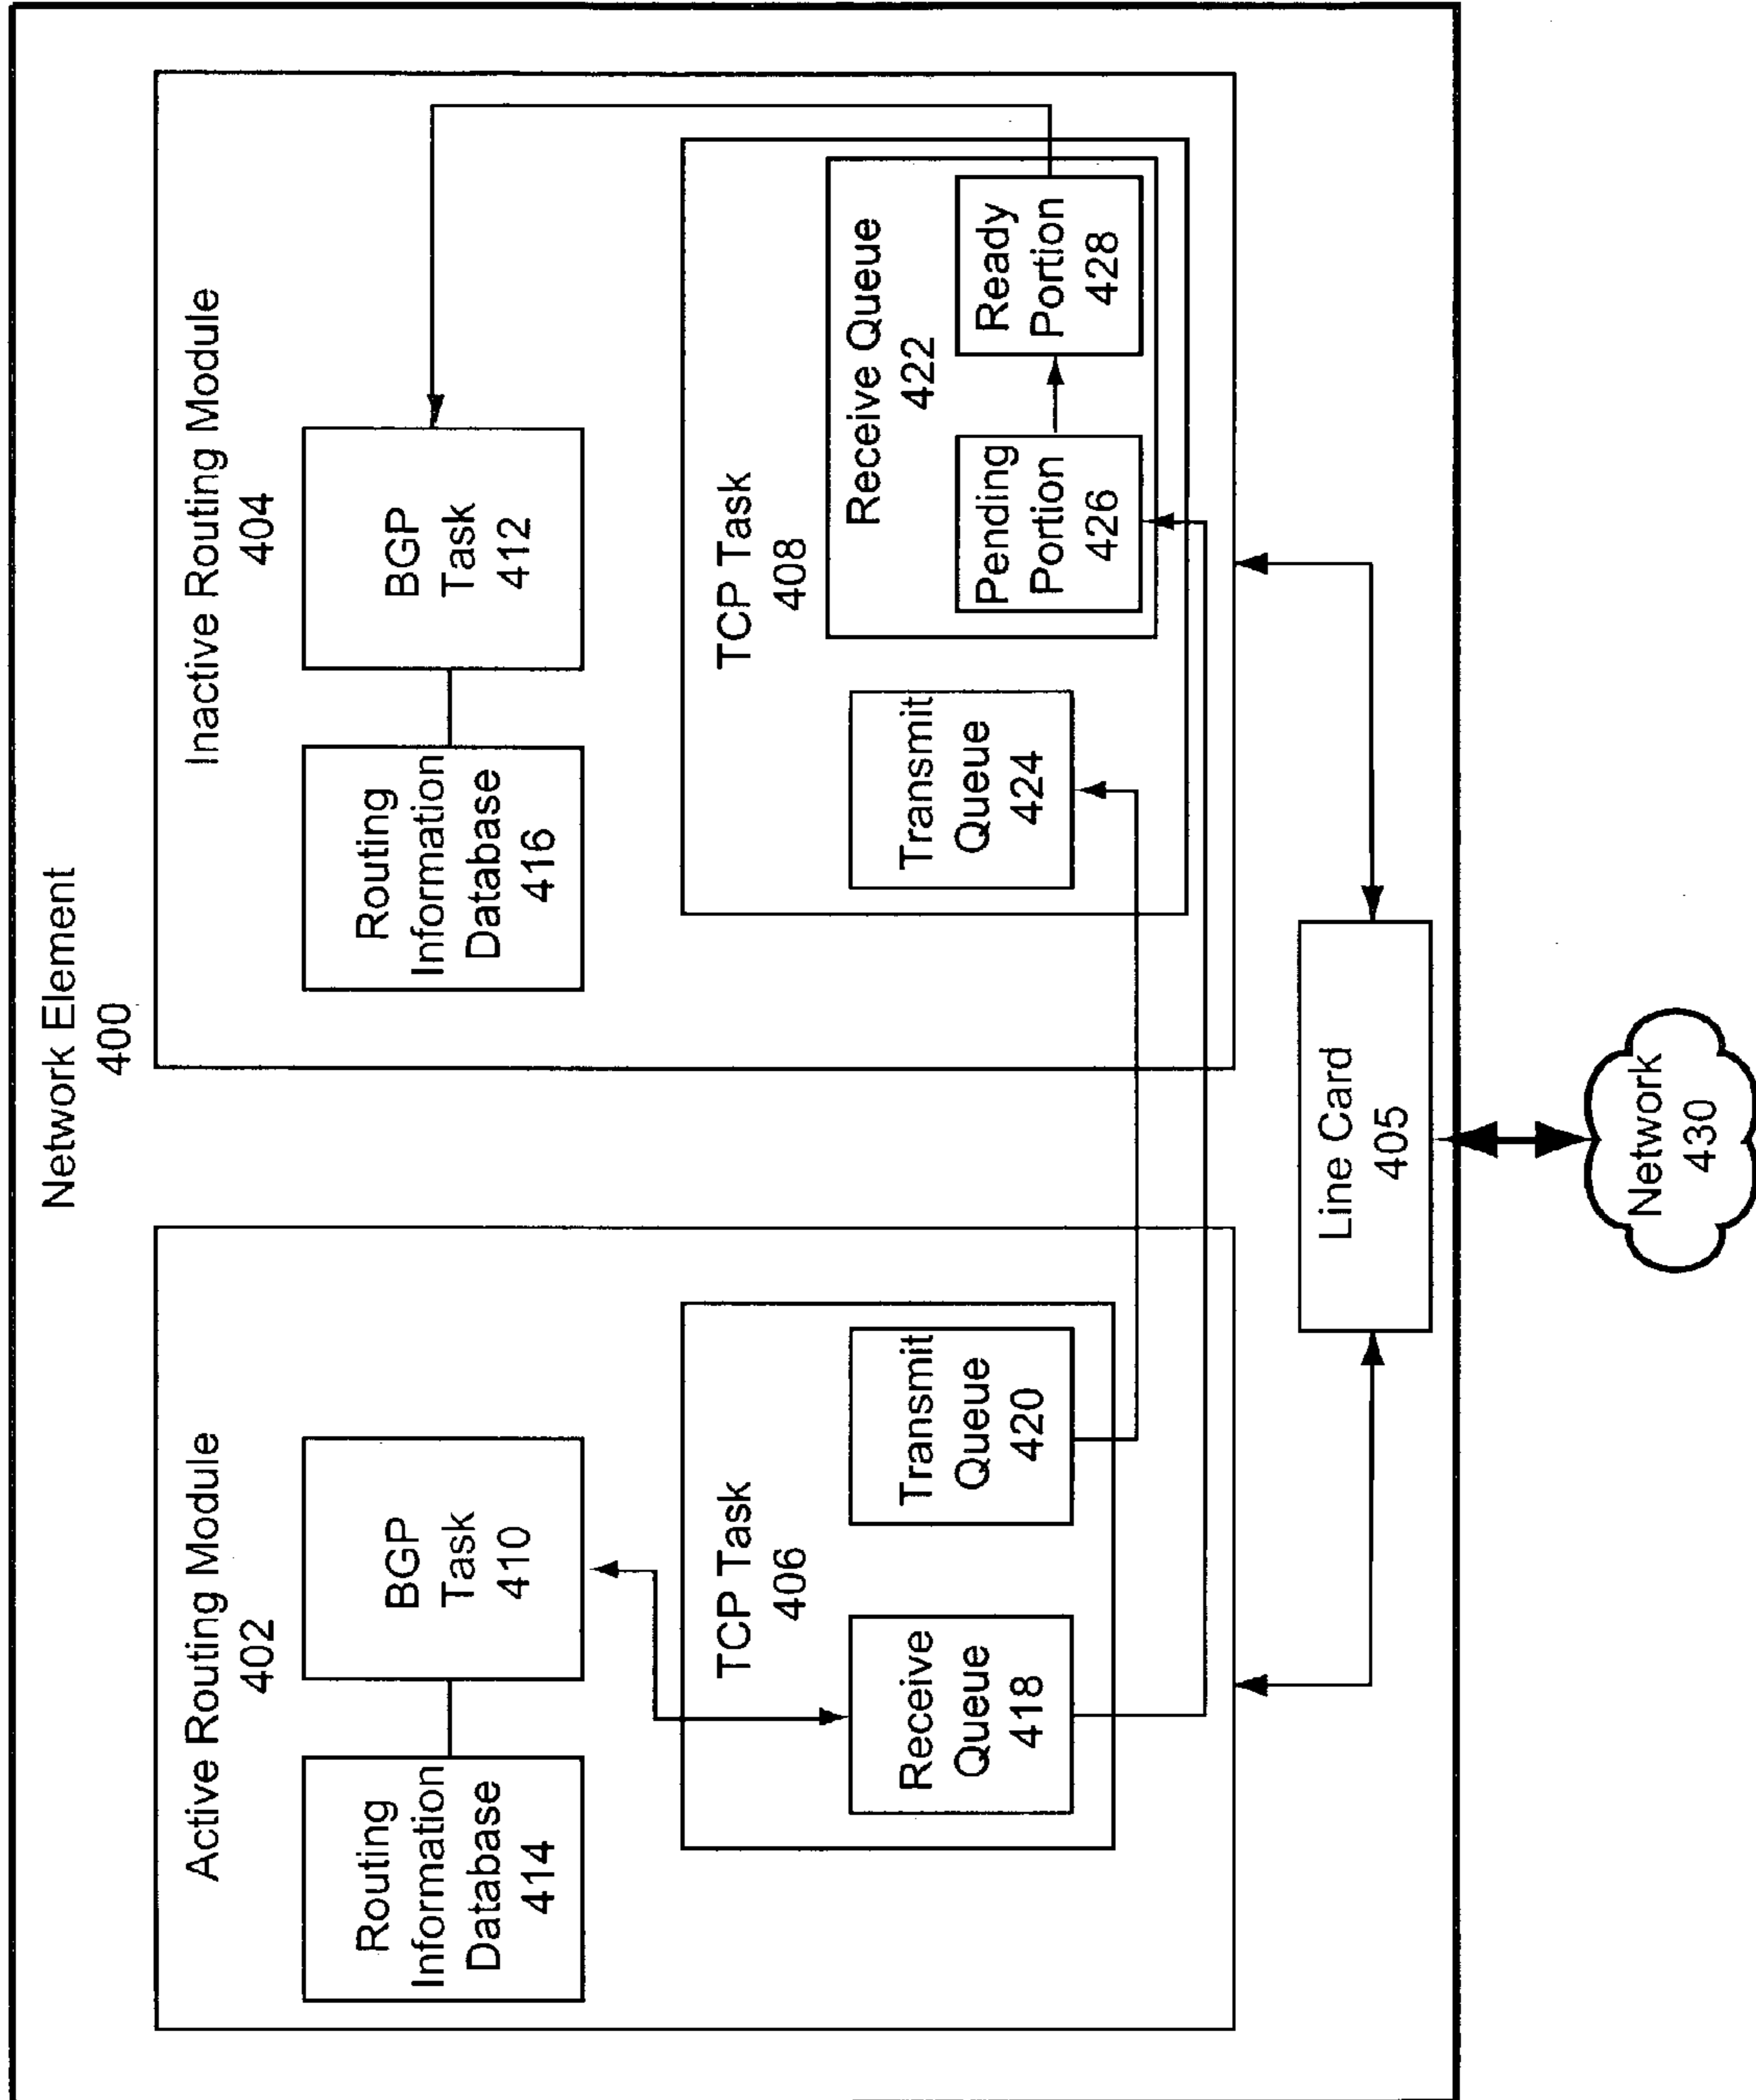 Network Element
400
Active Routing Module
402
Routing
Information
Database
414
BGP
Task
410
TCP Task
406
Receive
Queue
418
Transmit
Queue
420
Inactive Routing Module
404
Routing
Information
Database
416
BGP
Task
412
TCP Task
408
Transmit
Queue
424
Receive Queue
422
Pending
Portion
426
Ready
Portion
428
Line Card
405
Network
430